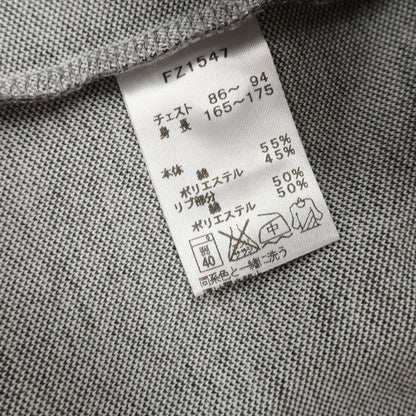 FZ1547
チェスト 86～ 94
身長 165～175
本体 綿 55%
ポリエステル 45%
リブ部分 綿 50%
ポリエステル 50%
弱 40 中
同系色と一緒に洗う